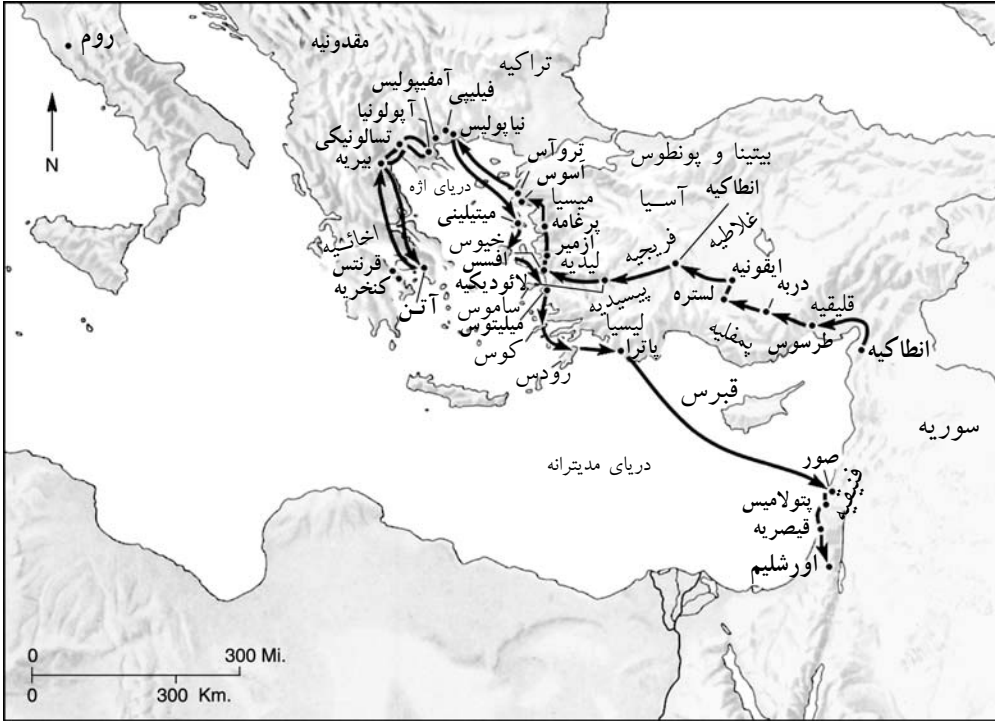 روم
مقدونیه
تراکیه
آمفیپولیس
فیلیپی
آپولونیا
نیاپولیس
تسالونیکی
بیریه
N
تروآس
آسوس
بیتینا و پونطوس
دریای اژه
میسیا
آسیا
انطاکیه
میتیلینی
پرغامه
غلاطیه
خیوس
ازمیر
فریجیه
اخائیه
افسس
لیدیه
ایقونیه
قرنتس
لائودیکیه
دربه
کنخریه
آتن
پیسیدیه
لستره
قلیقیه
ساموس
میلیتوس
لیسیا
پمفلیه
طرسوس
انطاکیه
کوس
پاترا
رودس
قبرس
سوریه
دریای مدیترانه
صور
فنیقیه
پتولامیس
قیصریه
اورشلیم
0 300 Mi.
0 300 Km.